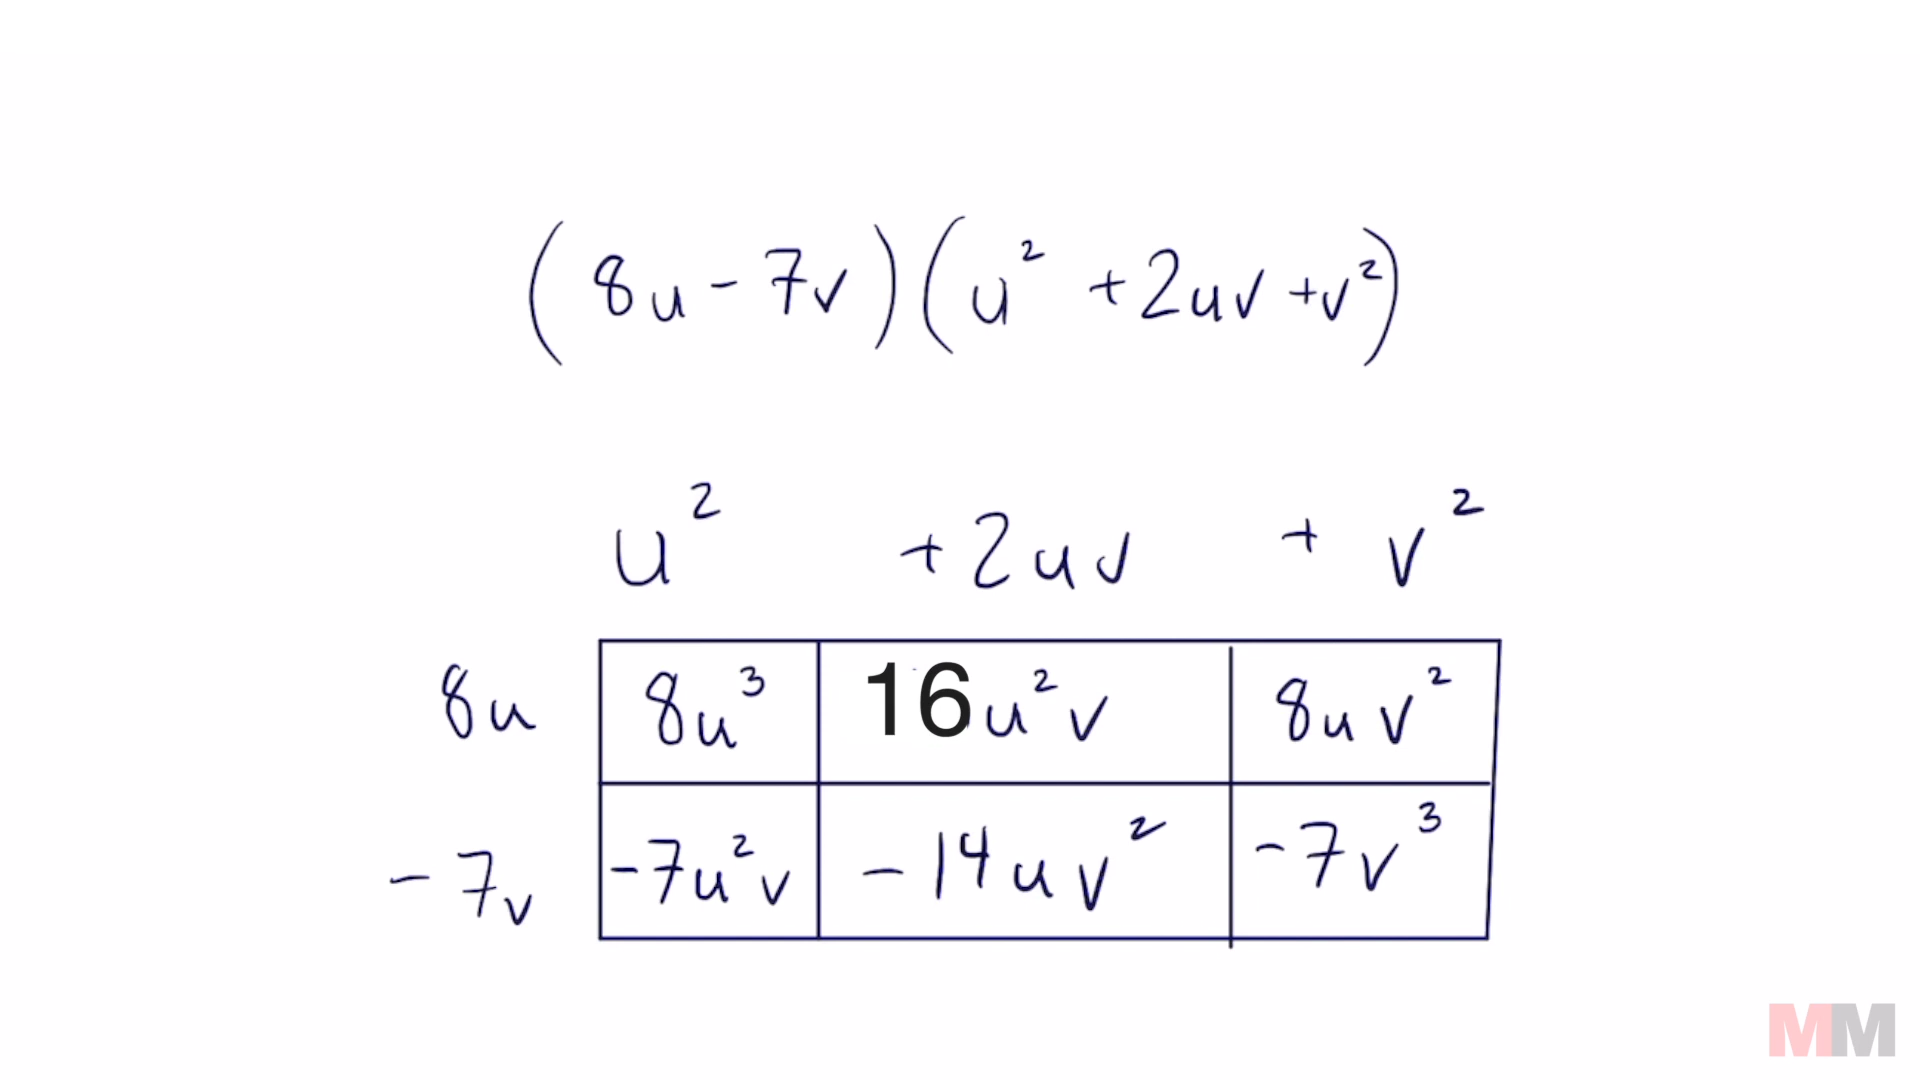 (8u - 7v)(u² + 2uv + v²)
u² + 2uv + v²
8u 8u³ 16u²v 8uv²
-7v -7u²v -14uv² -7v³
MM